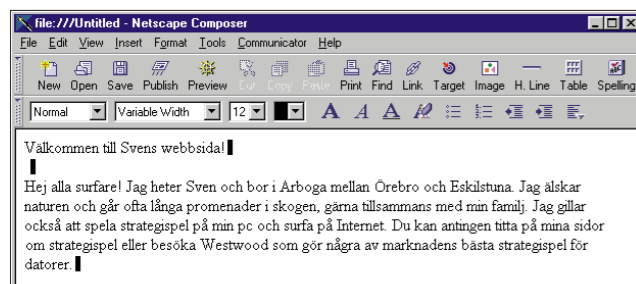 file:///Untitled - Netscape Composer
File Edit View Insert Format Tools Communicator Help
New Open Save Publish Preview Cut Copy Paste Print Find Link Target Image H. Line Table Spelling
Normal Variable Width 12 A A A
Välkommen till Svens webbsida!
Hej alla surfare! Jag heter Sven och bor i Arboga mellan Örebro och Eskilstuna. Jag älskar
naturen och går ofta långa promenader i skogen, gärna tillsammans med min familj. Jag gillar
också att spela strategispel på min pc och surfa på Internet. Du kan antingen titta på mina sidor
om strategispel eller besöka Westwood som gör några av marknadens bästa strategispel för
datorer.